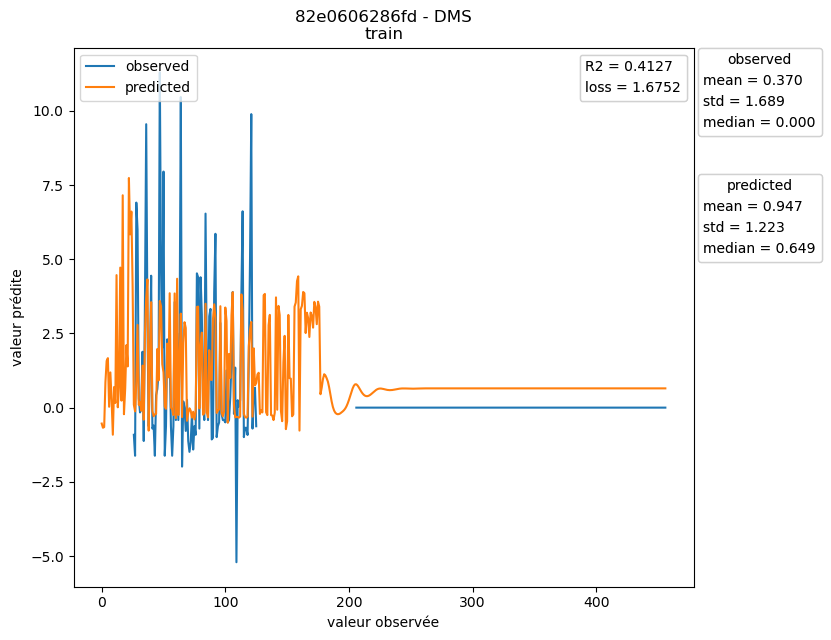 82e0606286fd - DMS
train
observed
predicted
R2 = 0.4127
loss = 1.6752
observed
mean = 0.370
std = 1.689
median = 0.000
predicted
mean = 0.947
std = 1.223
median = 0.649
valeur prédite
10.0
7.5
5.0
2.5
0.0
−2.5
−5.0
0
100
200
300
400
valeur observée